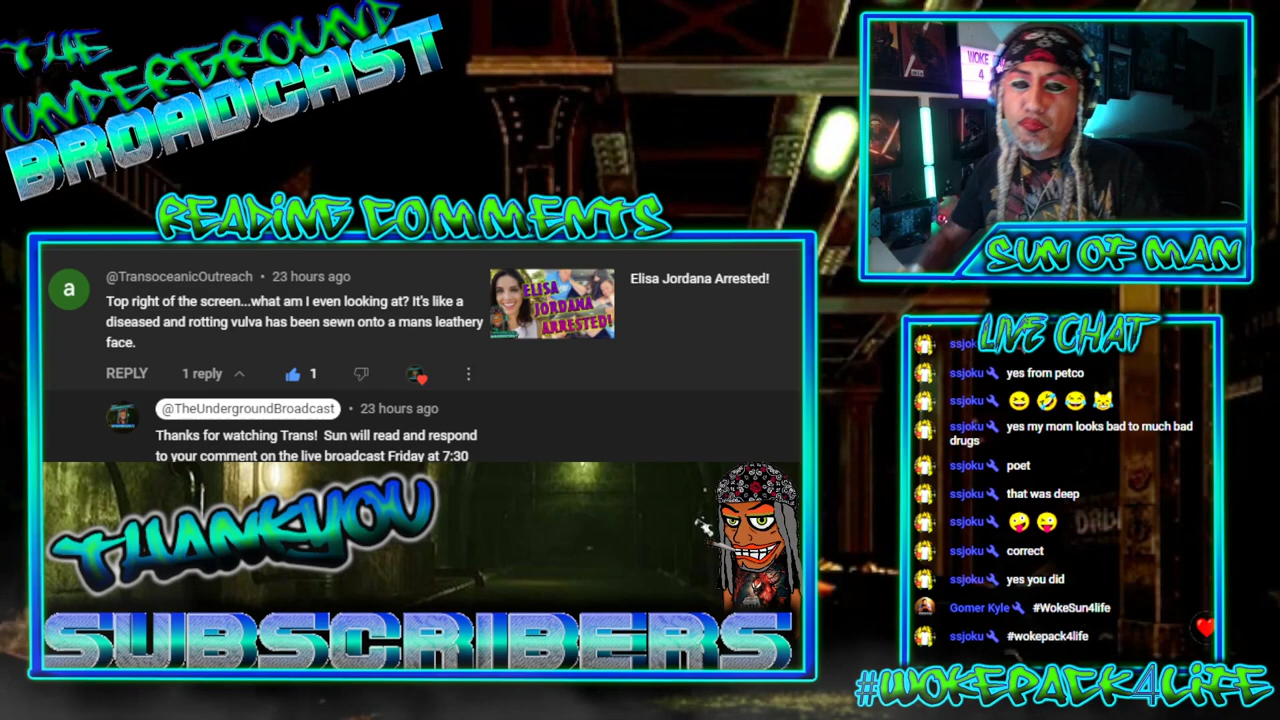 THE
UNDERGROUND
BROADCAST
WOKE
4
READING COMMENTS
SUN OF MAN
a
@TransoceanicOutreach • 23 hours ago
Top right of the screen...what am I even looking at? It's like a
diseased and rotting vulva has been sewn onto a mans leathery
face.
REPLY 1 reply 1
ELISA
JORDANA
ARRESTED!
Elisa Jordana Arrested!
@TheUndergroundBroadcast • 23 hours ago
Thanks for watching Trans! Sun will read and respond
to your comment on the live broadcast Friday at 7:30
THANKYOU
SUBSCRIBERS
LIVE CHAT
ssjok
ssjoku yes from petco
ssjoku 😆 🤣 😂 😹
ssjoku yes my mom looks bad to much bad
drugs
ssjoku poet
ssjoku that was deep
ssjoku 🤪 😜
ssjoku correct
ssjoku yes you did
Gomer Kyle #WokeSun4life
ssjoku #wokepack4life
#WOKEPACK4LIFE